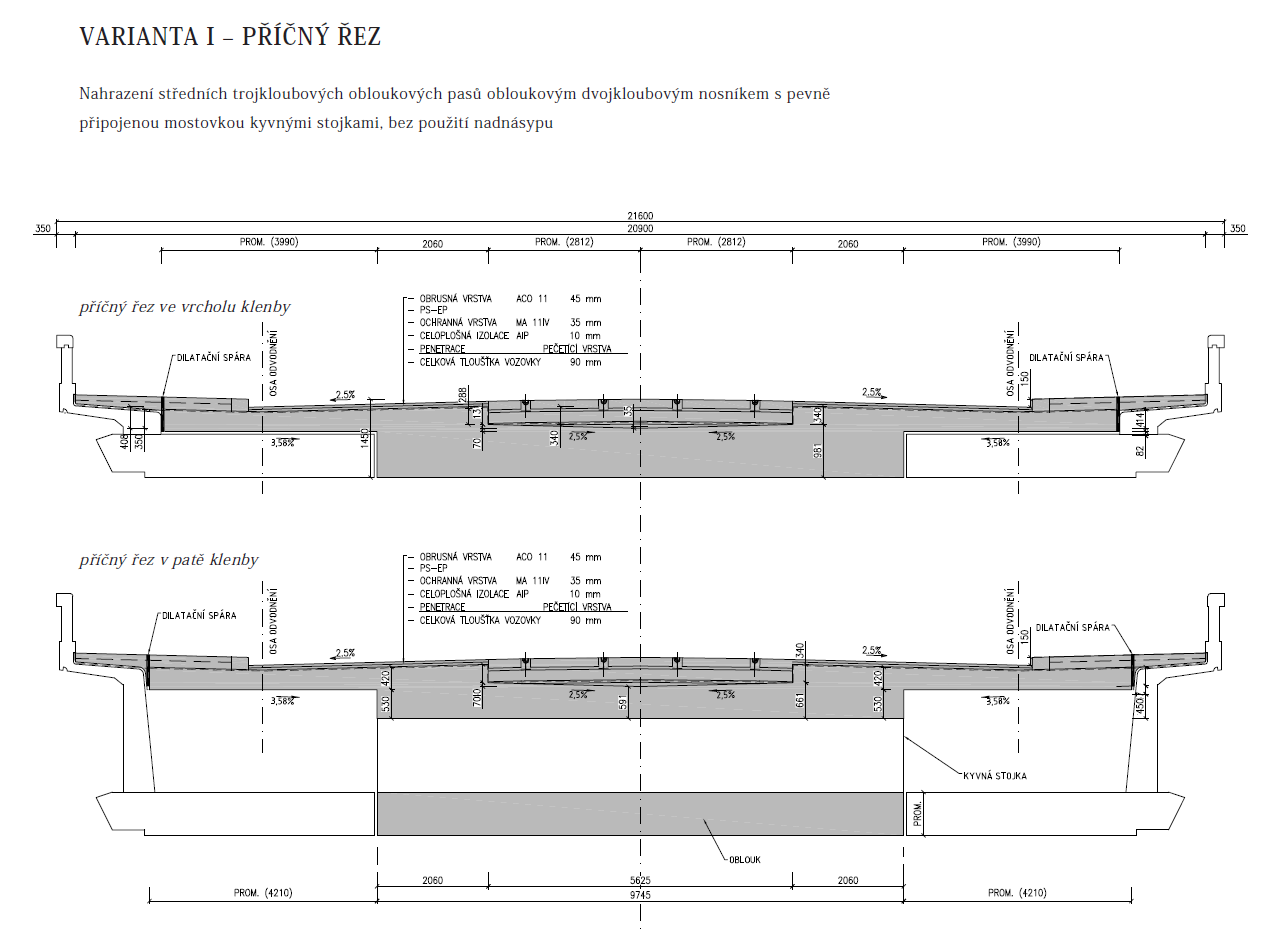 VARIANTA I – PŘÍČNÝ ŘEZ
Nahrazení středních trojkloubových obloukových pasů obloukovým dvojkloubovým nosníkem s pevně
připojenou mostovkou kyvnými stojkami, bez použití nadnásypu
21600
350 20900 350
PROM. (3990) 2060 PROM. (2812) PROM. (2812) 2060 PROM. (3990)
příčný řez ve vrcholu klenby
OBRUSNÁ VRSTVA ACO 11 45 mm
PS–EP
OCHRANNÁ VRSTVA MA 11IV 35 mm
CELOPLOŠNÁ IZOLACE AIP 10 mm
PENETRACE PEČETÍCÍ VRSTVA
CELKOVÁ TLOUŠŤKA VOZOVKY 90 mm
DILATAČNÍ SPÁRA
OSA ODVODNĚNÍ
OSA ODVODNĚNÍ
DILATAČNÍ SPÁRA
150
2.5%
288
2.5%
35
340
414
408
350
1450
70
340
2,5%
2,5%
3,58%
3,58%
981
82
příčný řez v patě klenby
OBRUSNÁ VRSTVA ACO 11 45 mm
PS–EP
OCHRANNÁ VRSTVA MA 11IV 35 mm
CELOPLOŠNÁ IZOLACE AIP 10 mm
PENETRACE PEČETÍCÍ VRSTVA
CELKOVÁ TLOUŠŤKA VOZOVKY 90 mm
DILATAČNÍ SPÁRA
OSA ODVODNĚNÍ
OSA ODVODNĚNÍ
DILATAČNÍ SPÁRA
150
2.5%
340
2.5%
420
420
2,5%
2,5%
3,58%
3,58%
530
591
661
530
450
KYVNÁ STOJKA
PROM.
OBLOUK
2060 5625 2060
PROM. (4210) 9745 PROM. (4210)